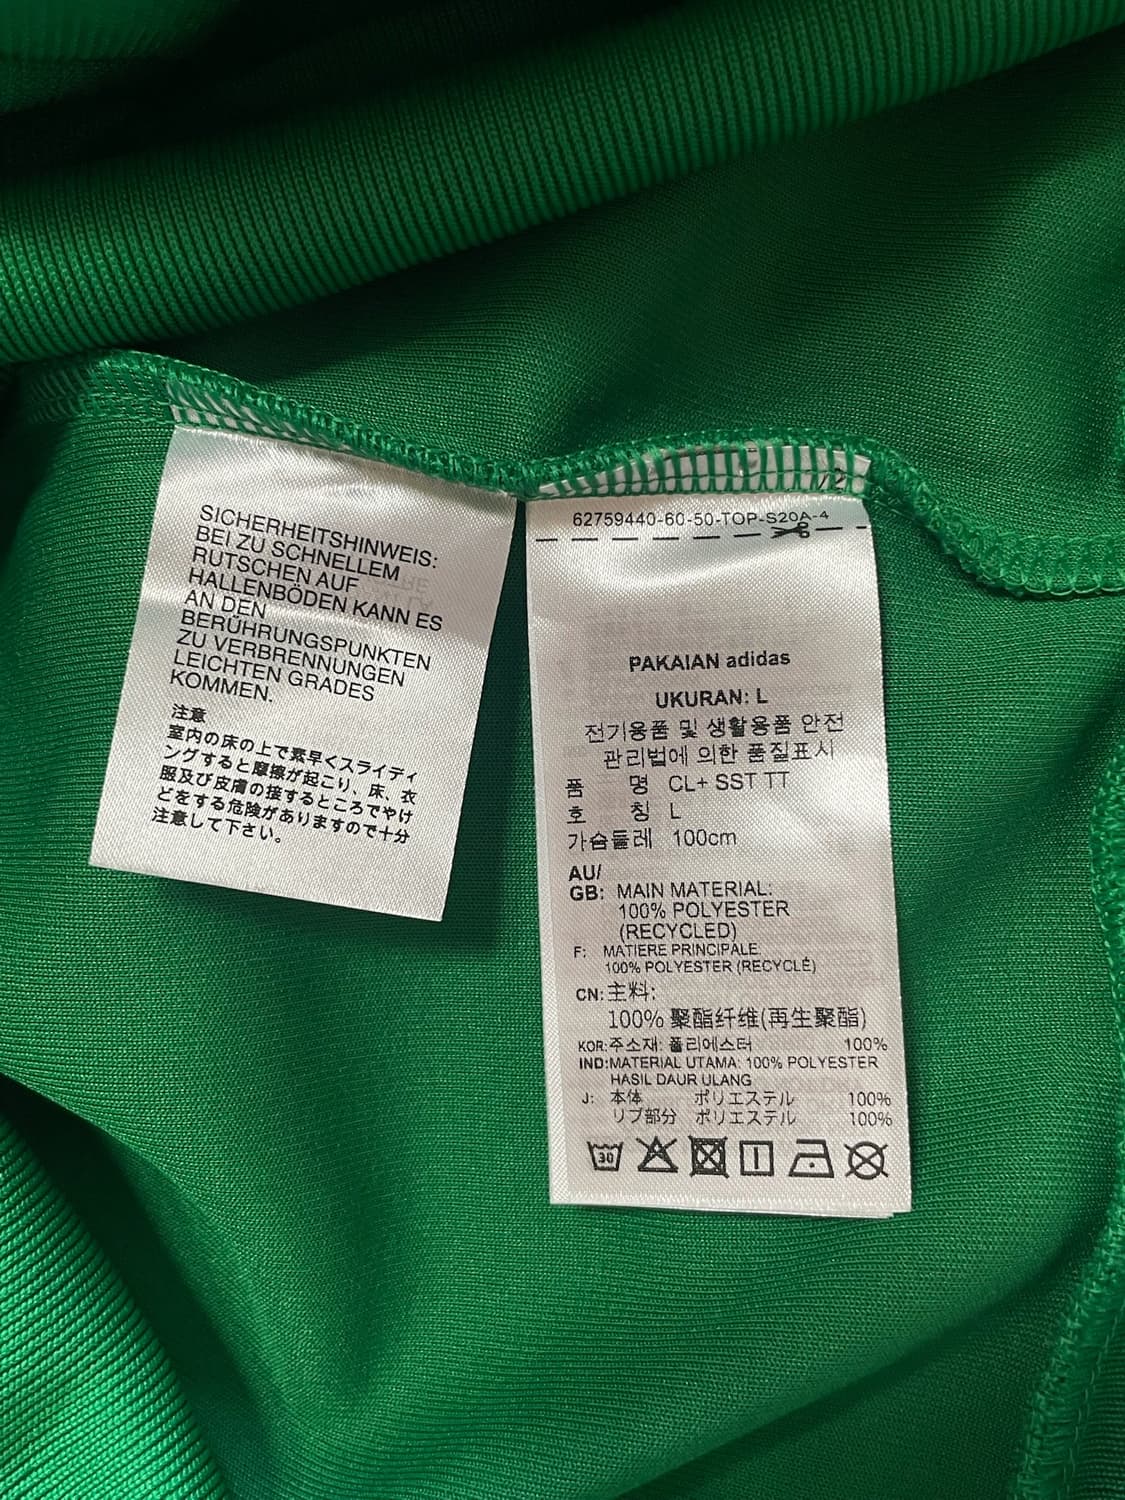 SICHERHEITSHINWEIS:
BEI ZU SCHNELLEM
RUTSCHEN AUF
HALLENBÖDEN KANN ES
AN DEN
BERÜHRUNGSPUNKTEN
ZU VERBRENNUNGEN
LEICHTEN GRADES
KOMMEN.
注意
室内の床の上で素早くスライディ
ングすると摩擦が起こり、床、衣
服及び皮膚の接するところでやけ
どをする危険がありますので十分
注意して下さい。
62759440-60-50-TOP-S20A-4
PAKAIAN adidas
UKURAN: L
전기용품 및 생활용품 안전
관리법에 의한 품질표시
품 명 CL+ SST TT
호 칭 L
가슴둘레 100cm
AU/
GB: MAIN MATERIAL:
100% POLYESTER
(RECYCLED)
F: MATIERE PRINCIPALE
100% POLYESTER (RECYCLÉ)
CN: 主料:
100% 聚酯纤维(再生聚酯)
KOR: 주소재: 폴리에스터 100%
IND: MATERIAL UTAMA: 100% POLYESTER
HASIL DAUR ULANG
J: 本体 ポリエステル 100%
リブ部分 ポリエステル 100%
30